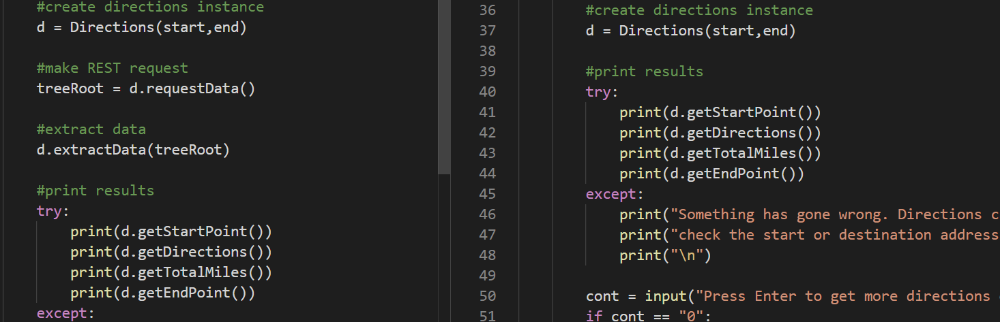 #create directions instance
d = Directions(start,end)
#make REST request
treeRoot = d.requestData()
#extract data
d.extractData(treeRoot)
#print results
try:
print(d.getStartPoint())
print(d.getDirections())
print(d.getTotalMiles())
print(d.getEndPoint())
except:
36 #create directions instance
37 d = Directions(start,end)
38
39 #print results
40 try:
41 print(d.getStartPoint())
42 print(d.getDirections())
43 print(d.getTotalMiles())
44 print(d.getEndPoint())
45 except:
46 print("Something has gone wrong. Directions c
47 print("check the start or destination address
48 print("\n")
49
50 cont = input("Press Enter to get more directions
51 if cont == "0":